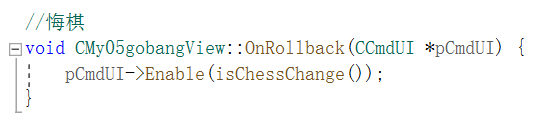 //悔棋
void CMy05gobangView::OnRollback(CCmdUI *pCmdUI) {
pCmdUI->Enable(isChessChange());
}